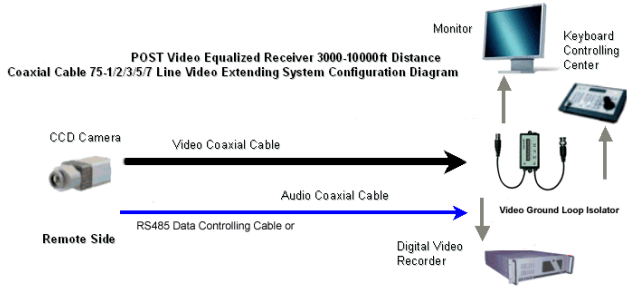 Monitor
Keyboard
Controlling
Center
POST Video Equalized Receiver 3000-10000ft Distance
Coaxial Cable 75-1/2/3/5/7 Line Video Extending System Configuration Diagram
CCD Camera
Video Coaxial Cable
Audio Coaxial Cable
Video Ground Loop Isolator
RS485 Data Controlling Cable or
Remote Side
Digital Video
Recorder